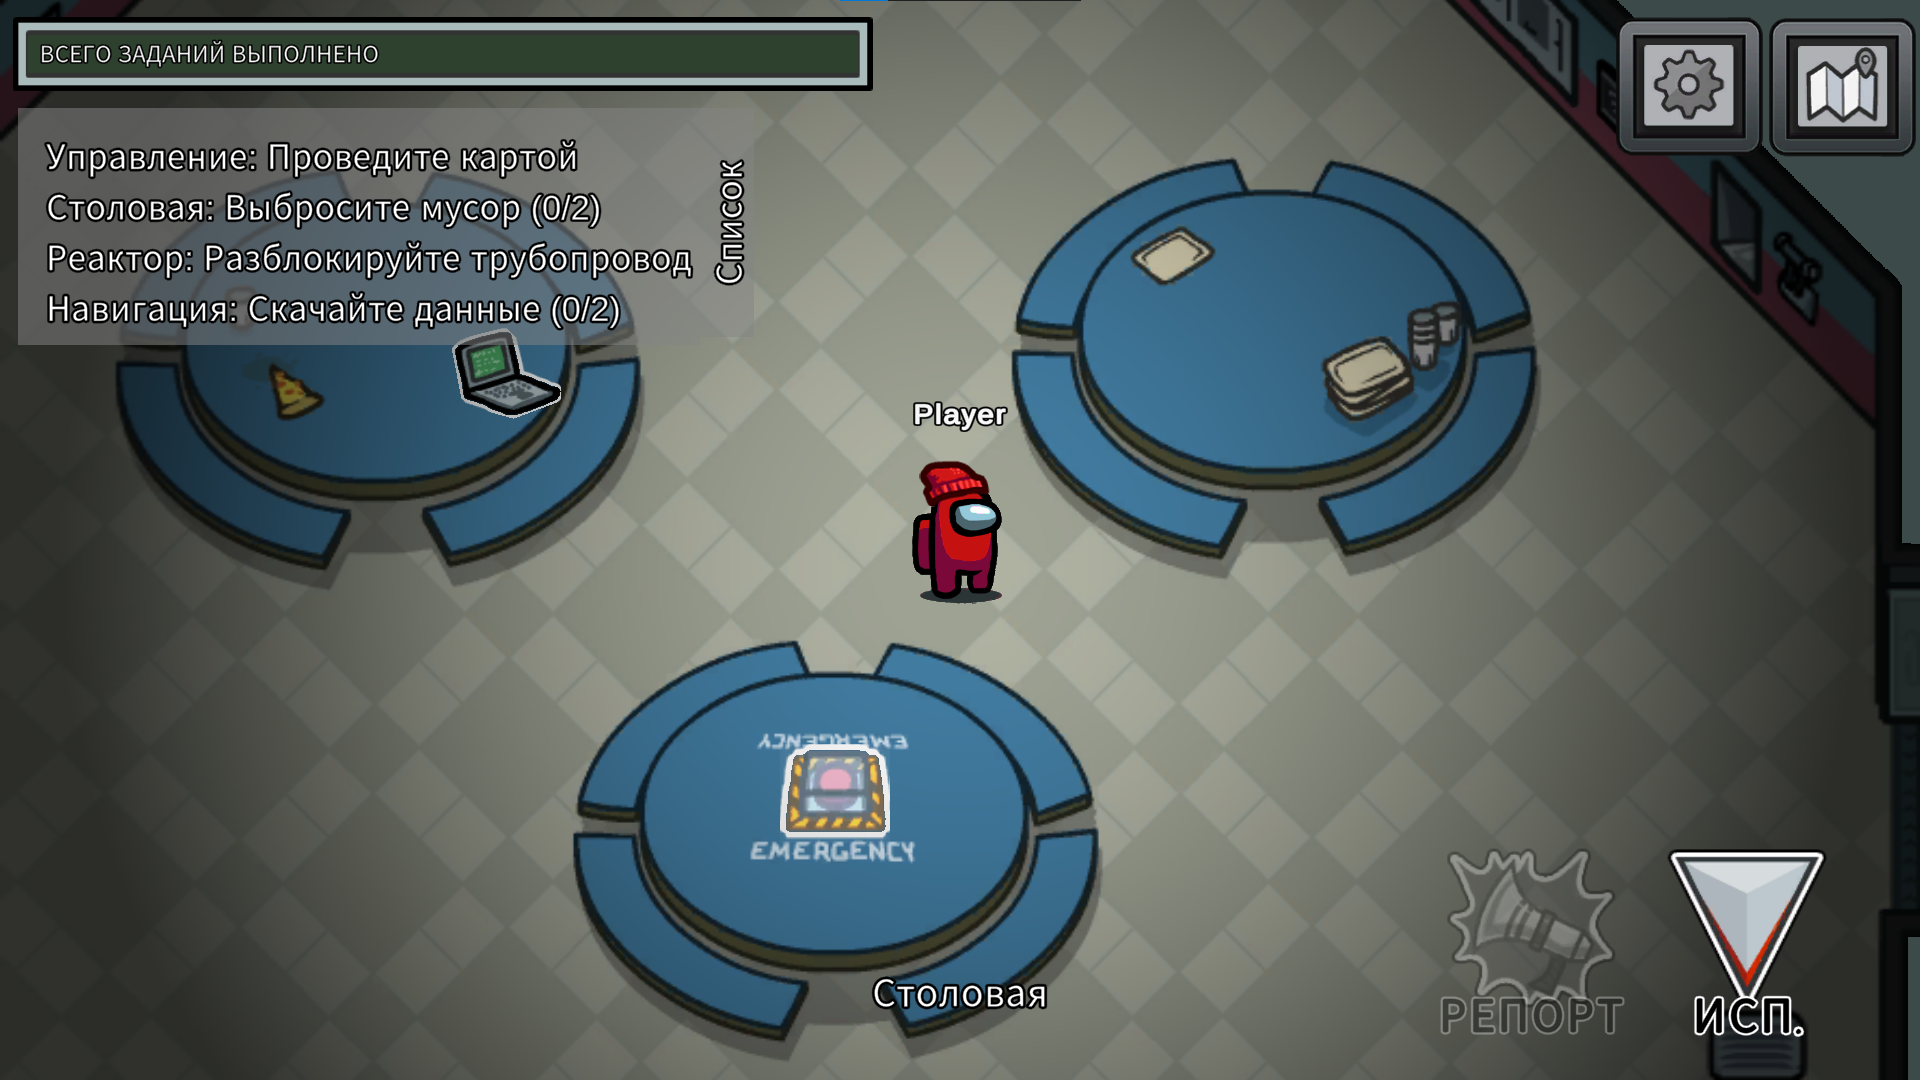 ВСЕГО ЗАДАНИЙ ВЫПОЛНЕНО
Управление: Проведите картой
Столовая: Выбросите мусор (0/2)
Реактор: Разблокируйте трубопровод
Навигация: Скачайте данные (0/2)
Список
Player
EMERGENCY
EMERGENCY
Столовая
РЕПОРТ
ИСП.